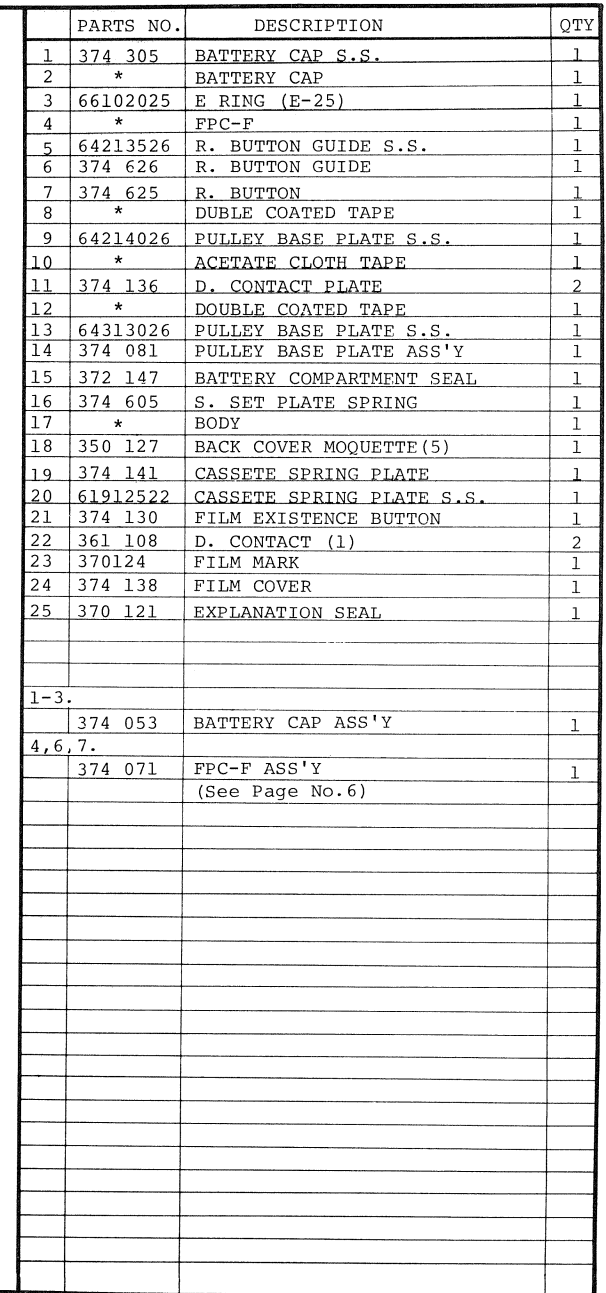 PARTS NO. DESCRIPTION QTY
1 374 305 BATTERY CAP S.S. 1
2 * BATTERY CAP 1
3 66102025 E RING (E-25) 1
4 * FPC-F 1
5 64213526 R. BUTTON GUIDE S.S. 1
6 374 626 R. BUTTON GUIDE 1
7 374 625 R. BUTTON 1
8 * DUBLE COATED TAPE 1
9 64214026 PULLEY BASE PLATE S.S. 1
10 * ACETATE CLOTH TAPE 1
11 374 136 D. CONTACT PLATE 2
12 * DOUBLE COATED TAPE 1
13 64313026 PULLEY BASE PLATE S.S. 1
14 374 081 PULLEY BASE PLATE ASS'Y 1
15 372 147 BATTERY COMPARTMENT SEAL 1
16 374 605 S. SET PLATE SPRING 1
17 * BODY 1
18 350 127 BACK COVER MOQUETTE(5) 1
19 374 141 CASSETE SPRING PLATE 1
20 61912522 CASSETE SPRING PLATE S.S. 1
21 374 130 FILM EXISTENCE BUTTON 1
22 361 108 D. CONTACT (1) 2
23 370124 FILM MARK 1
24 374 138 FILM COVER 1
25 370 121 EXPLANATION SEAL 1
1-3.
374 053 BATTERY CAP ASS'Y 1
4,6,7.
374 071 FPC-F ASS'Y 1
(See Page No.6)